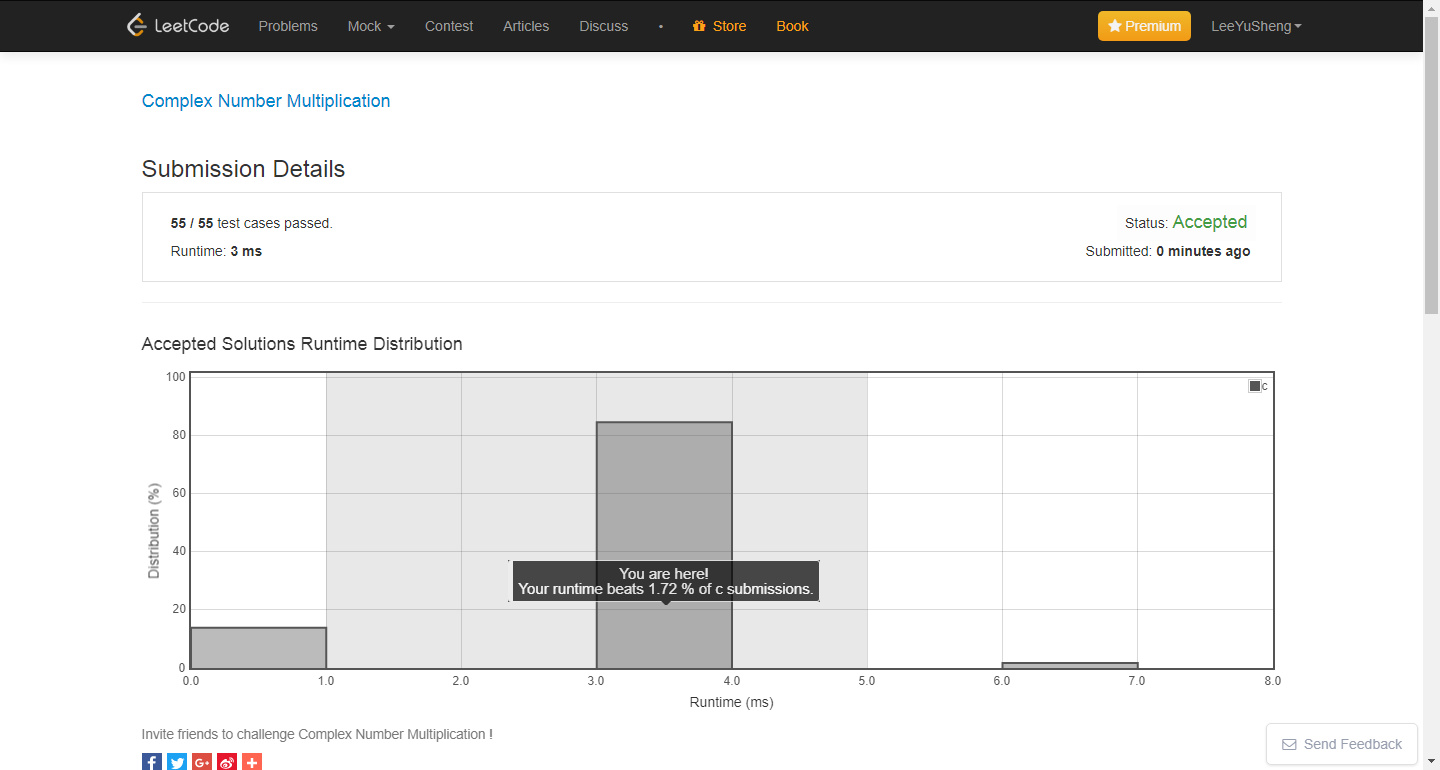 LeetCode Problems Mock Contest Articles Discuss • Store Book Premium LeeYuSheng
Complex Number Multiplication
Submission Details
55 / 55 test cases passed. Status: Accepted
Runtime: 3 ms Submitted: 0 minutes ago
Accepted Solutions Runtime Distribution
c
100
80
60
40
20
0
Distribution (%)
You are here!
Your runtime beats 1.72 % of c submissions.
0.0 1.0 2.0 3.0 4.0 5.0 6.0 7.0 8.0
Runtime (ms)
Invite friends to challenge Complex Number Multiplication !
Send Feedback